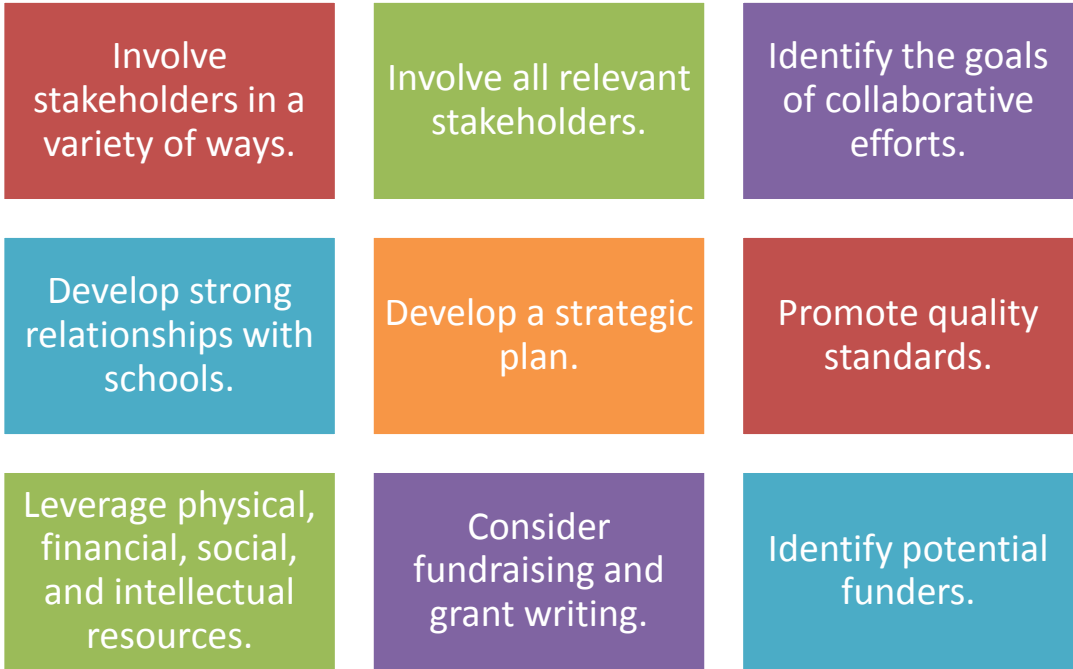 Involve
stakeholders in a
variety of ways.
Involve all relevant
stakeholders.
Identify the goals
of collaborative
efforts.
Develop strong
relationships with
schools.
Develop a strategic
plan.
Promote quality
standards.
Leverage physical,
financial, social,
and intellectual
resources.
Consider
fundraising and
grant writing.
Identify potential
funders.